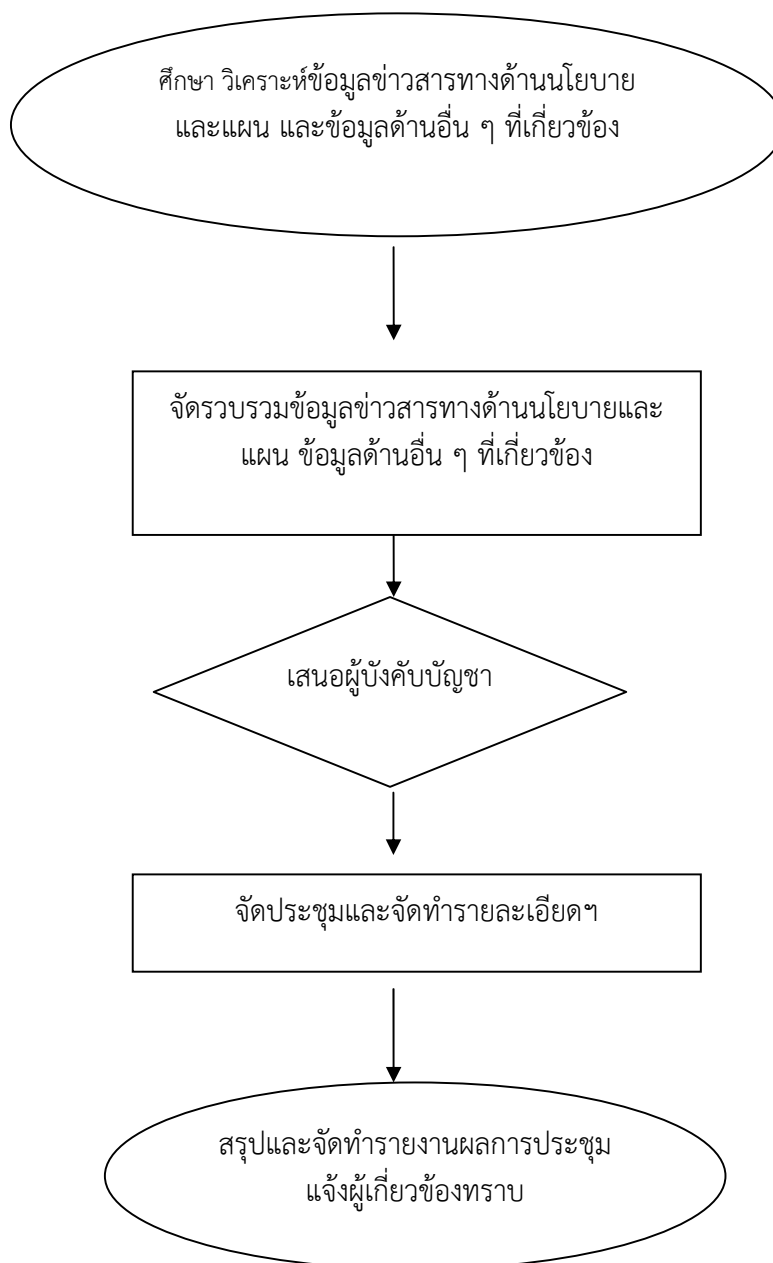 ศึกษา วิเคราะห์ข้อมูลข่าวสารทางด้านนโยบาย
และแผน และข้อมูลด้านอื่น ๆ ที่เกี่ยวข้อง
จัดรวบรวมข้อมูลข่าวสารทางด้านนโยบายและ
แผน ข้อมูลด้านอื่น ๆ ที่เกี่ยวข้อง
เสนอผู้บังคับบัญชา
จัดประชุมและจัดทำรายละเอียดฯ
สรุปและจัดทำรายงานผลการประชุม
แจ้งผู้เกี่ยวข้องทราบ